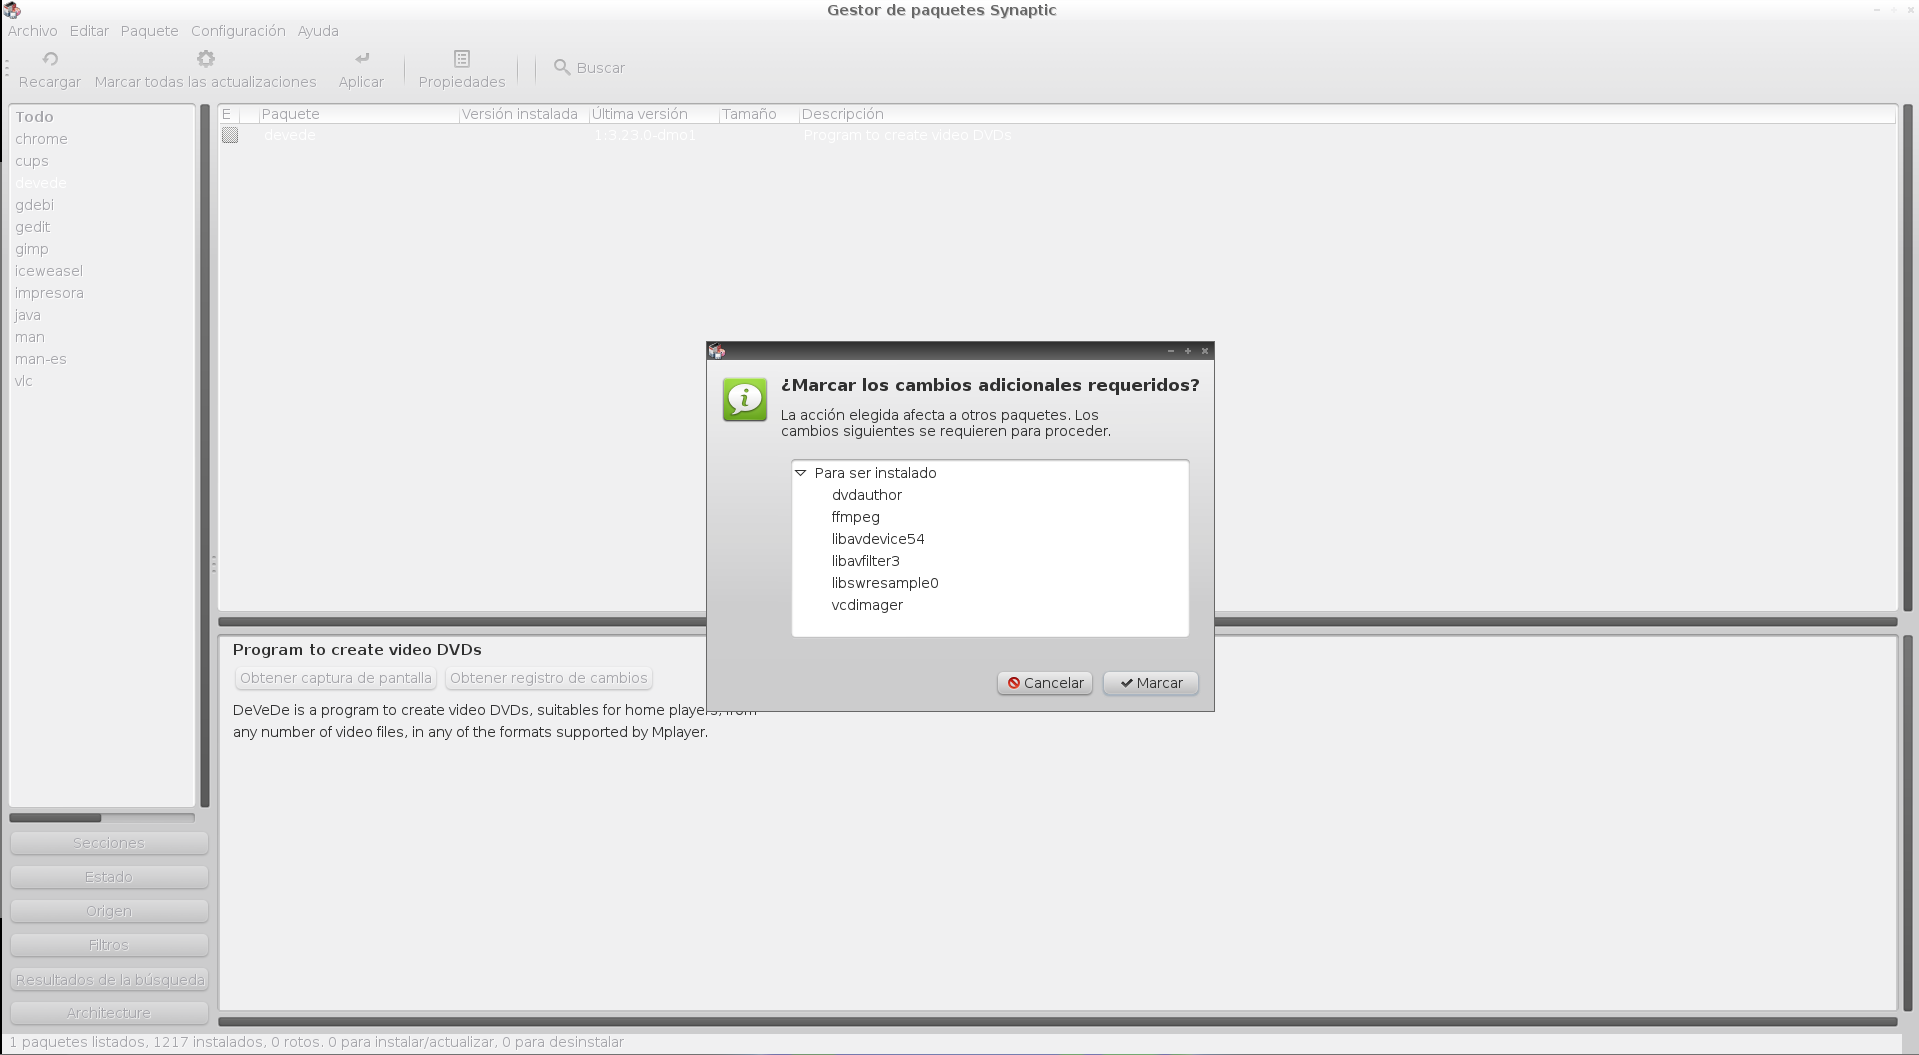 Gestor de paquetes Synaptic
Archivo Editar Paquete Configuración Ayuda
Recargar Marcar todas las actualizaciones Aplicar Propiedades Buscar
Todo
chrome
cups
devede
gdebi
gedit
gimp
iceweasel
impresora
java
man
man-es
vlc
Secciones
Estado
Origen
Filtros
Resultados de la búsqueda
Architecture
E Paquete Versión instalada Última versión Tamaño Descripción
devede 1:3.23.0-dmo1 Program to create video DVDs
¿Marcar los cambios adicionales requeridos?
La acción elegida afecta a otros paquetes. Los
cambios siguientes se requieren para proceder.
Para ser instalado
dvdauthor
ffmpeg
libavdevice54
libavfilter3
libswresample0
vcdimager
Cancelar Marcar
Program to create video DVDs
Obtener captura de pantalla Obtener registro de cambios
DeVeDe is a program to create video DVDs, suitables for home players, from
any number of video files, in any of the formats supported by Mplayer.
1 paquetes listados, 1217 instalados, 0 rotos. 0 para instalar/actualizar, 0 para desinstalar